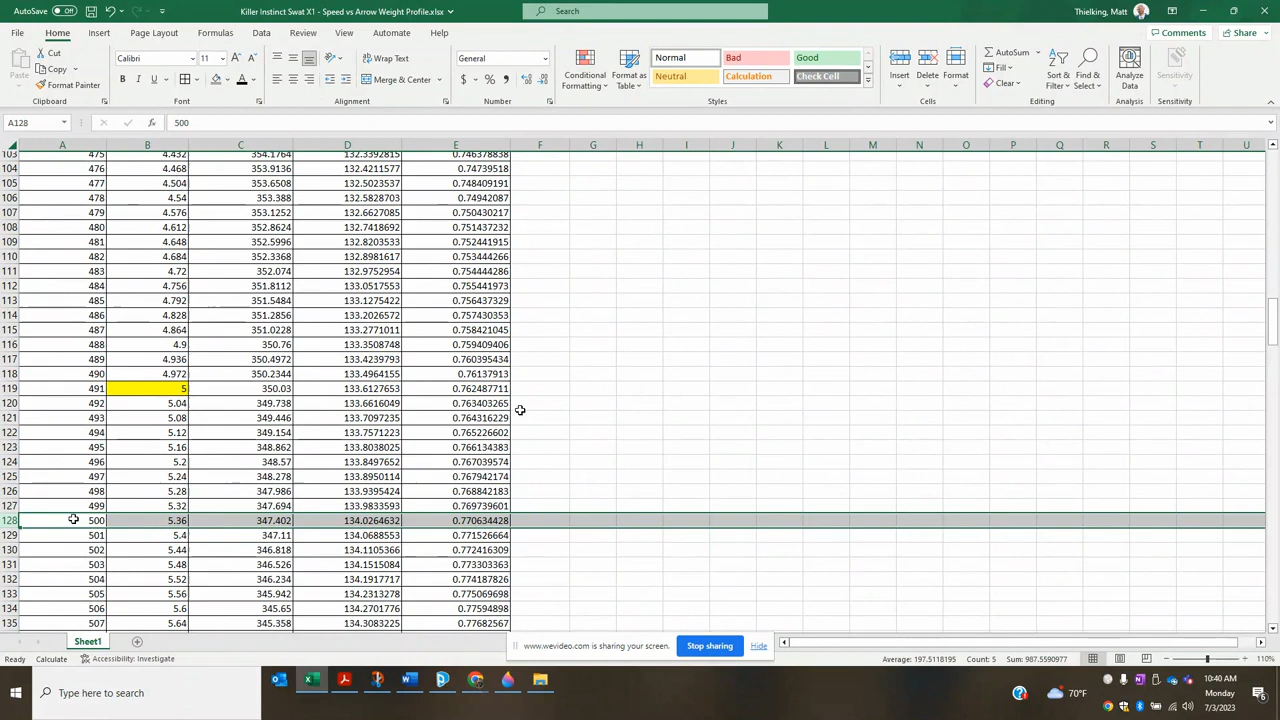 AutoSave Off Killer Instinct Swat X1 - Speed vs Arrow Weight Profile.xlsx Search Thielking, Matt
File Home Insert Page Layout Formulas Data Review View Automate Help Comments Share
Paste Cut Copy Format Painter Calibri 11 A A Wrap Text General Conditional Formatting Format as Table Normal Bad Good Insert Delete Format AutoSum Fill Clear Sort & Filter Find & Select Analyze Data Sensitivity
B I U A Merge & Center $ % Neutral Calculation Check Cell
Clipboard Font Alignment Number Styles Cells Editing Analysis Sensitivity
A128 fx 500
A B C D E F G H I J K L M N O P Q R S T U
103 475 4.432 354.1764 132.3392815 0.746378838
104 476 4.468 353.9136 132.4211577 0.74739518
105 477 4.504 353.6508 132.5023537 0.748409191
106 478 4.54 353.388 132.5828703 0.74942087
107 479 4.576 353.1252 132.6627085 0.750430217
108 480 4.612 352.8624 132.7418692 0.751437232
109 481 4.648 352.5996 132.8203533 0.752441915
110 482 4.684 352.3368 132.8981617 0.753444266
111 483 4.72 352.074 132.9752954 0.754444286
112 484 4.756 351.8112 133.0517553 0.755441973
113 485 4.792 351.5484 133.1275422 0.756437329
114 486 4.828 351.2856 133.2026572 0.757430353
115 487 4.864 351.0228 133.2771011 0.758421045
116 488 4.9 350.76 133.3508748 0.759409406
117 489 4.936 350.4972 133.4239793 0.760395434
118 490 4.972 350.2344 133.4964155 0.76137913
119 491 5 350.03 133.6127653 0.762487711
120 492 5.04 349.738 133.6616049 0.763403265
121 493 5.08 349.446 133.7097235 0.764316229
122 494 5.12 349.154 133.7571223 0.765226602
123 495 5.16 348.862 133.8038025 0.766134383
124 496 5.2 348.57 133.8497652 0.767039574
125 497 5.24 348.278 133.8950114 0.767942174
126 498 5.28 347.986 133.9395424 0.768842183
127 499 5.32 347.694 133.9833593 0.769739601
128 500 5.36 347.402 134.0264632 0.770634428
129 501 5.4 347.11 134.0688553 0.771526664
130 502 5.44 346.818 134.1105366 0.772416309
131 503 5.48 346.526 134.1515084 0.773303363
132 504 5.52 346.234 134.1917717 0.774187826
133 505 5.56 345.942 134.2313278 0.775069698
134 506 5.6 345.65 134.2701776 0.77594898
135 507 5.64 345.358 134.3083225 0.77682567
Sheet1 www.wevideo.com is sharing your screen. Stop sharing Hide
Ready Calculate Accessibility: Investigate Average: 197.5118195 Count: 5 Sum: 987.5590977 110%
Type here to search 70°F 10:40 AM
Monday
7/3/2023